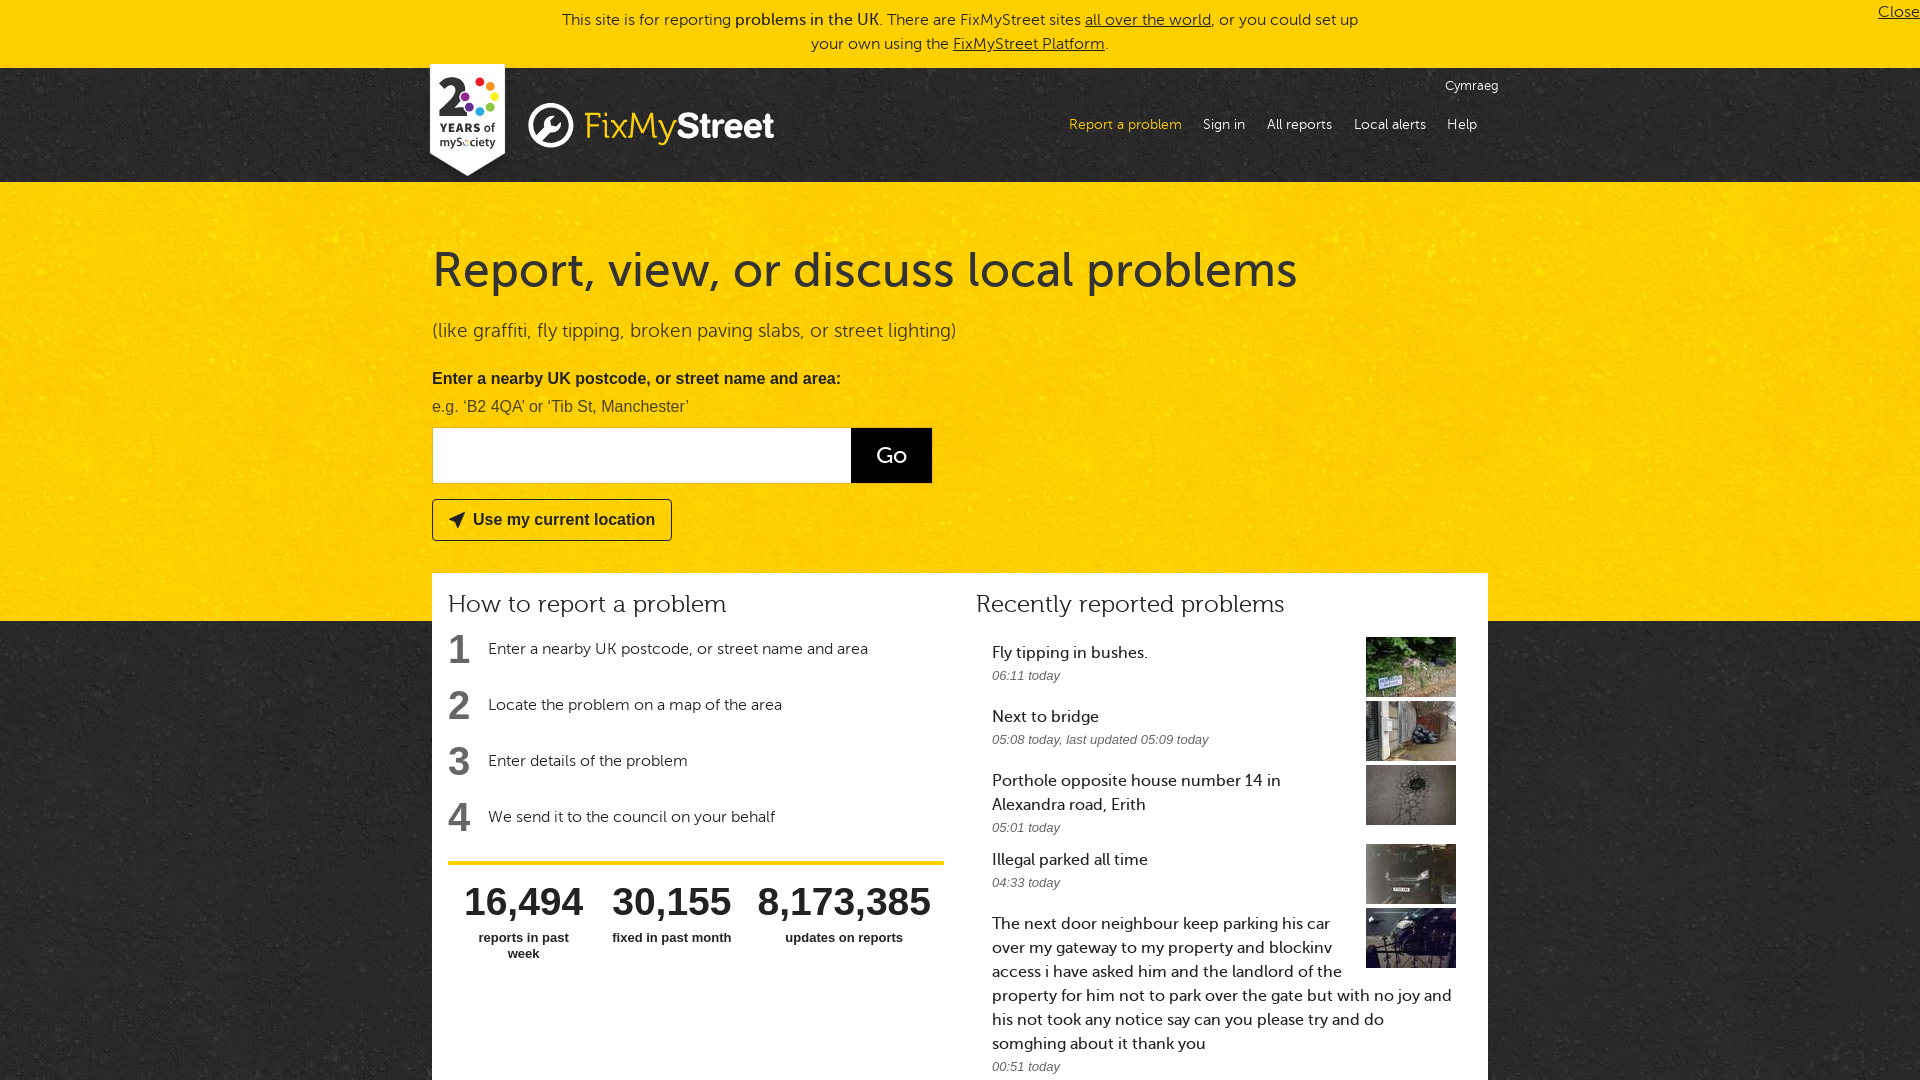 This site is for reporting problems in the UK. There are FixMyStreet sites all over the world, or you could set up
your own using the FixMyStreet Platform.
Close
20
YEARS of
mySociety
FixMyStreet
Cymraeg
Report a problem
Sign in
All reports
Local alerts
Help
Report, view, or discuss local problems
(like graffiti, fly tipping, broken paving slabs, or street lighting)
Enter a nearby UK postcode, or street name and area:
e.g. ‘B2 4QA’ or ‘Tib St, Manchester’
Go
Use my current location
How to report a problem
1 Enter a nearby UK postcode, or street name and area
2 Locate the problem on a map of the area
3 Enter details of the problem
4 We send it to the council on your behalf
16,494
reports in past
week
30,155
fixed in past month
8,173,385
updates on reports
Recently reported problems
Fly tipping in bushes.
06:11 today
Next to bridge
05:08 today, last updated 05:09 today
Porthole opposite house number 14 in
Alexandra road, Erith
05:01 today
Illegal parked all time
04:33 today
The next door neighbour keep parking his car
over my gateway to my property and blockinv
access i have asked him and the landlord of the
property for him not to park over the gate but with no joy and
his not took any notice say can you please try and do
somghing about it thank you
00:51 today